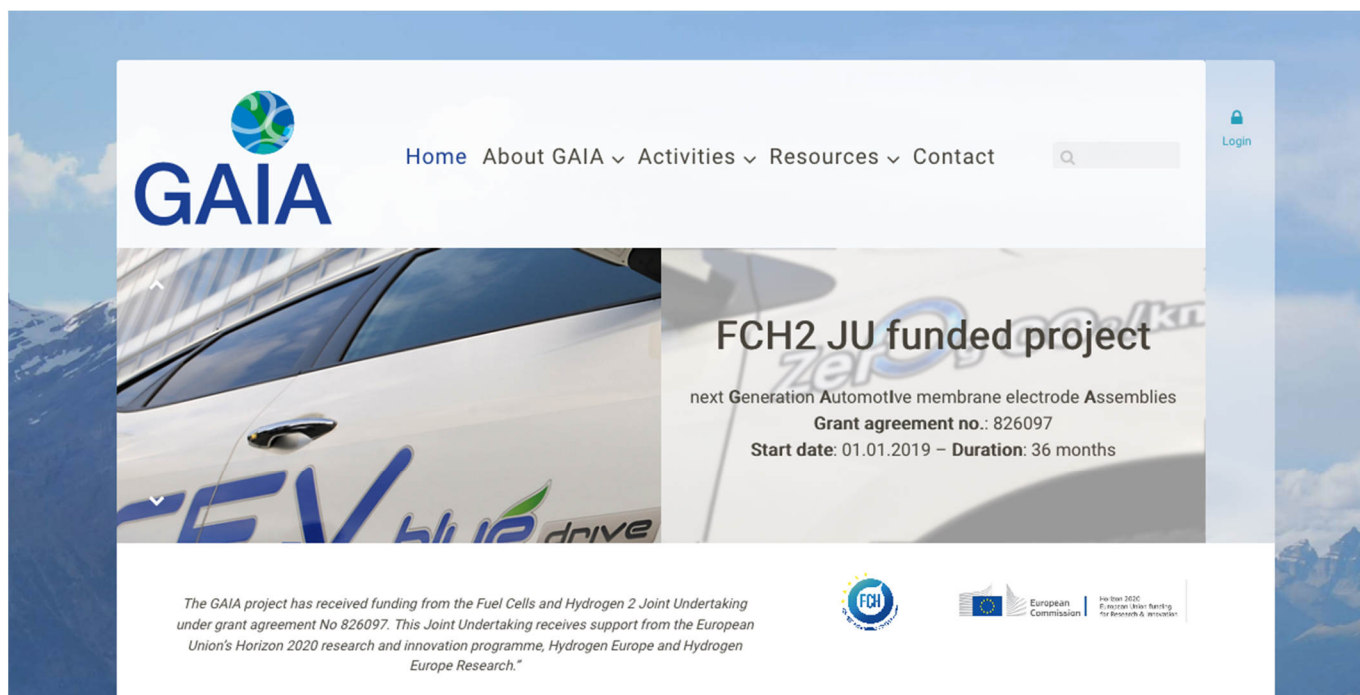 GAIA
Home About GAIA Activities Resources Contact
Login
FCEV blue drive
Zero g CO2/km
FCH2 JU funded project
next Generation AutomotIve membrane electrode Assemblies
Grant agreement no.: 826097
Start date: 01.01.2019 – Duration: 36 months
The GAIA project has received funding from the Fuel Cells and Hydrogen 2 Joint Undertaking
under grant agreement No 826097. This Joint Undertaking receives support from the European
Union's Horizon 2020 research and innovation programme, Hydrogen Europe and Hydrogen
Europe Research.”
FCH
European
Commission
Horizon 2020
European Union funding
for Research & Innovation